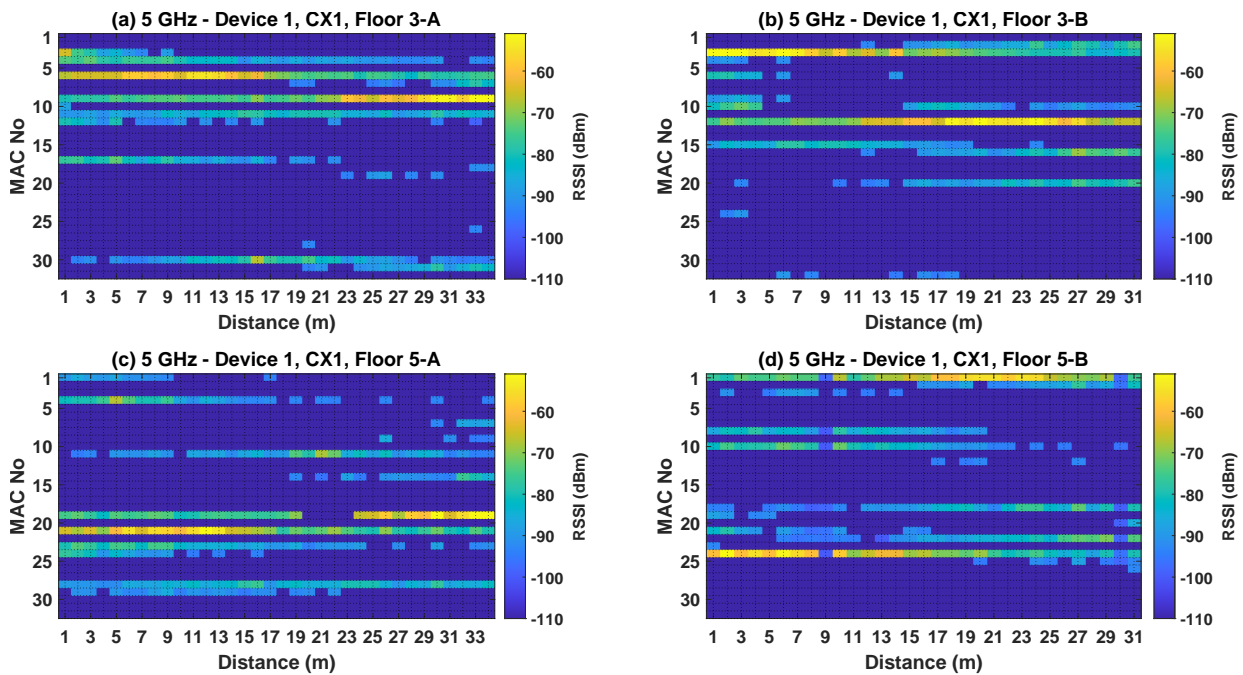 (a) 5 GHz - Device 1, CX1, Floor 3-A
1
5
10
15
20
25
30
MAC No
1 3 5 7 9 11 13 15 17 19 21 23 25 27 29 31 33
Distance (m)
-60
-70
-80
-90
-100
-110
RSSI (dBm)
(b) 5 GHz - Device 1, CX1, Floor 3-B
1
5
10
15
20
25
30
MAC No
1 3 5 7 9 11 13 15 17 19 21 23 25 27 29 31
Distance (m)
-60
-70
-80
-90
-100
-110
RSSI (dBm)
(c) 5 GHz - Device 1, CX1, Floor 5-A
1
5
10
15
20
25
30
MAC No
1 3 5 7 9 11 13 15 17 19 21 23 25 27 29 31 33
Distance (m)
-60
-70
-80
-90
-100
-110
RSSI (dBm)
(d) 5 GHz - Device 1, CX1, Floor 5-B
1
5
10
15
20
25
30
MAC No
1 3 5 7 9 11 13 15 17 19 21 23 25 27 29 31
Distance (m)
-60
-70
-80
-90
-100
-110
RSSI (dBm)